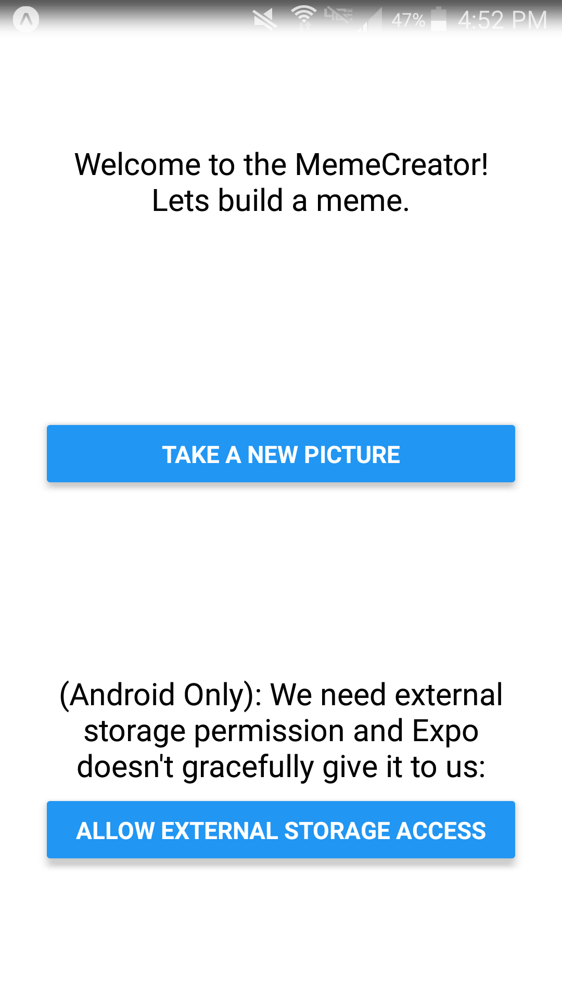 47% 4:52 PM
Welcome to the MemeCreator!
Lets build a meme.
TAKE A NEW PICTURE
(Android Only): We need external
storage permission and Expo
doesn't gracefully give it to us:
ALLOW EXTERNAL STORAGE ACCESS